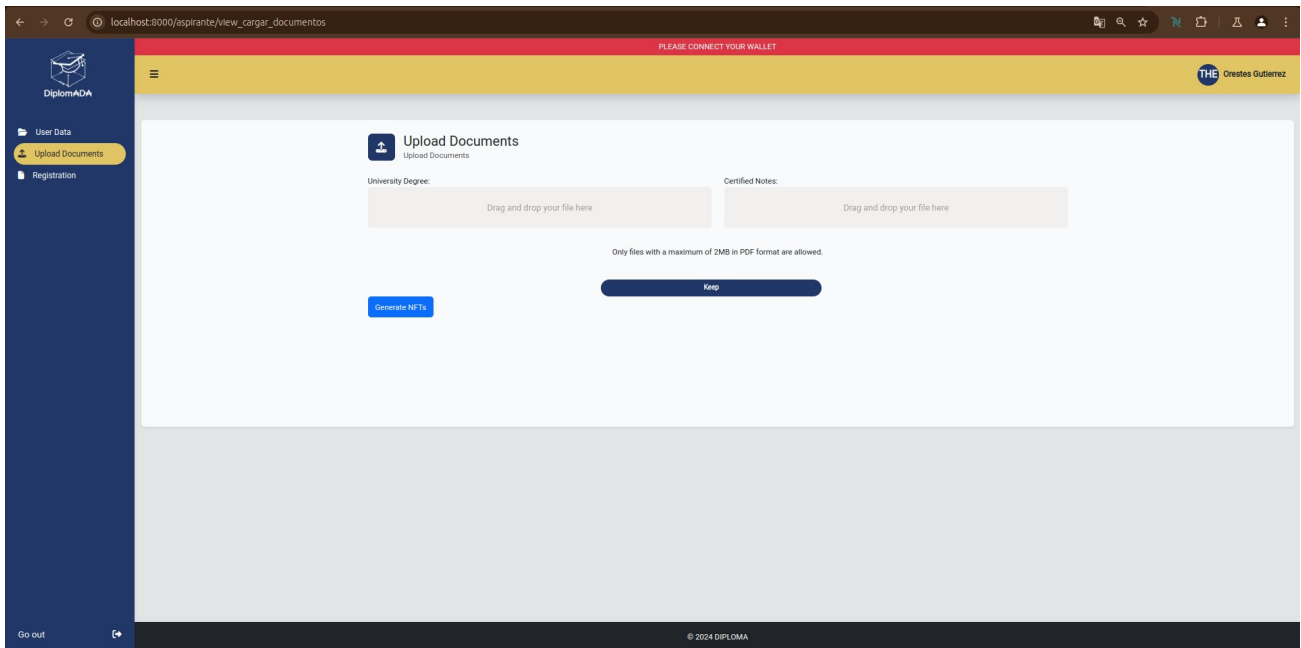 localhost:8000/aspirante/view_cargar_documentos
PLEASE CONNECT YOUR WALLET
DiplomADA
THE Orestes Gutierrez
User Data
Upload Documents
Registration
Upload Documents
Upload Documents
University Degree:
Certified Notes:
Drag and drop your file here
Drag and drop your file here
Only files with a maximum of 2MB in PDF format are allowed.
Keep
Generate NFTs
Go out
© 2024 DIPLOMA